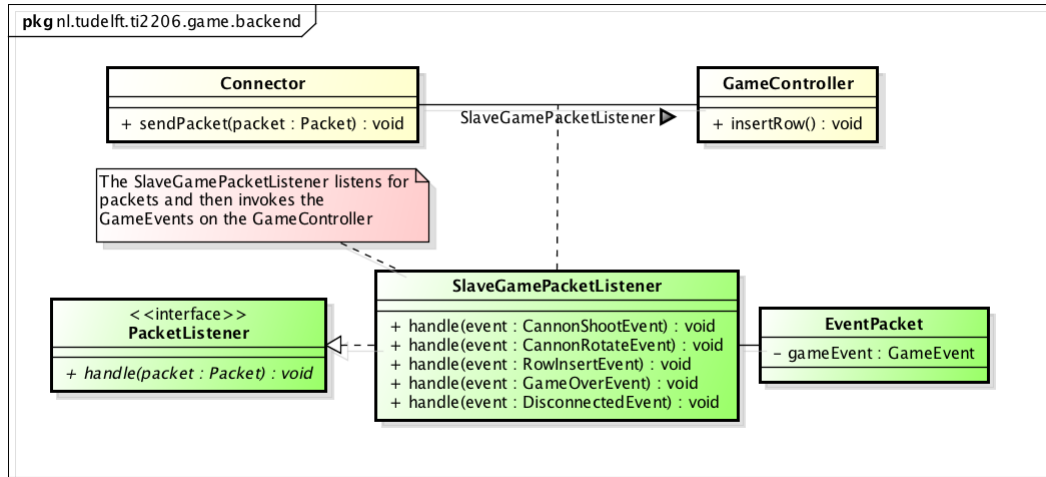 pkg nl.tudelft.ti2206.game.backend
Connector
+ sendPacket(packet : Packet) : void
GameController
+ insertRow() : void
SlaveGamePacketListener
The SlaveGamePacketListener listens for
packets and then invokes the
GameEvents on the GameController
<<interface>>
PacketListener
+ handle(packet : Packet) : void
SlaveGamePacketListener
+ handle(event : CannonShootEvent) : void
+ handle(event : CannonRotateEvent) : void
+ handle(event : RowInsertEvent) : void
+ handle(event : GameOverEvent) : void
+ handle(event : DisconnectedEvent) : void
EventPacket
- gameEvent : GameEvent